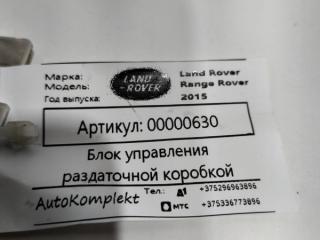 Марка: LAND Land Rover
Модель: -ROVER Range Rover
Год выпуска: 2015
Артикул: 00000630
Блок управления
раздаточной коробкой
AutoKomplekt Тел.: A1 +375296963896
МТС +375336773896